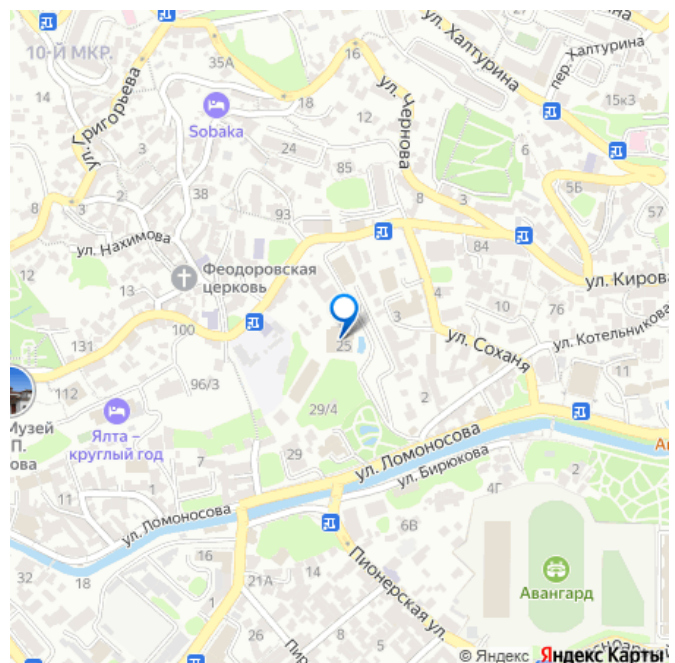 ул. Халтурина
пер. Халтурина
10-Й МКР.
35А
16
14
18
12
15к3
ул. Григорьева
Sobaka
ул. Чернова
3
24
85
1
2
38
8
3
8
5Б
93
57
ул. Нахимова
84
12
Феодоровская
церковь
13
4
ул. Кирова
10
76
100
3
131
25
ул. Соханя
ул. Котельникова
11
96/3
112
2
29/4
Музей
П.
ова
Ялта –
круглый год
ул. Ломоносова
29
7
1
ул. Бирюкова
2
11
4Г
ул. Ломоносова
6В
16
32
18
21А
14
Пионерская ул.
Авангард
26
8
5
© Яндекс
Яндекс Карты